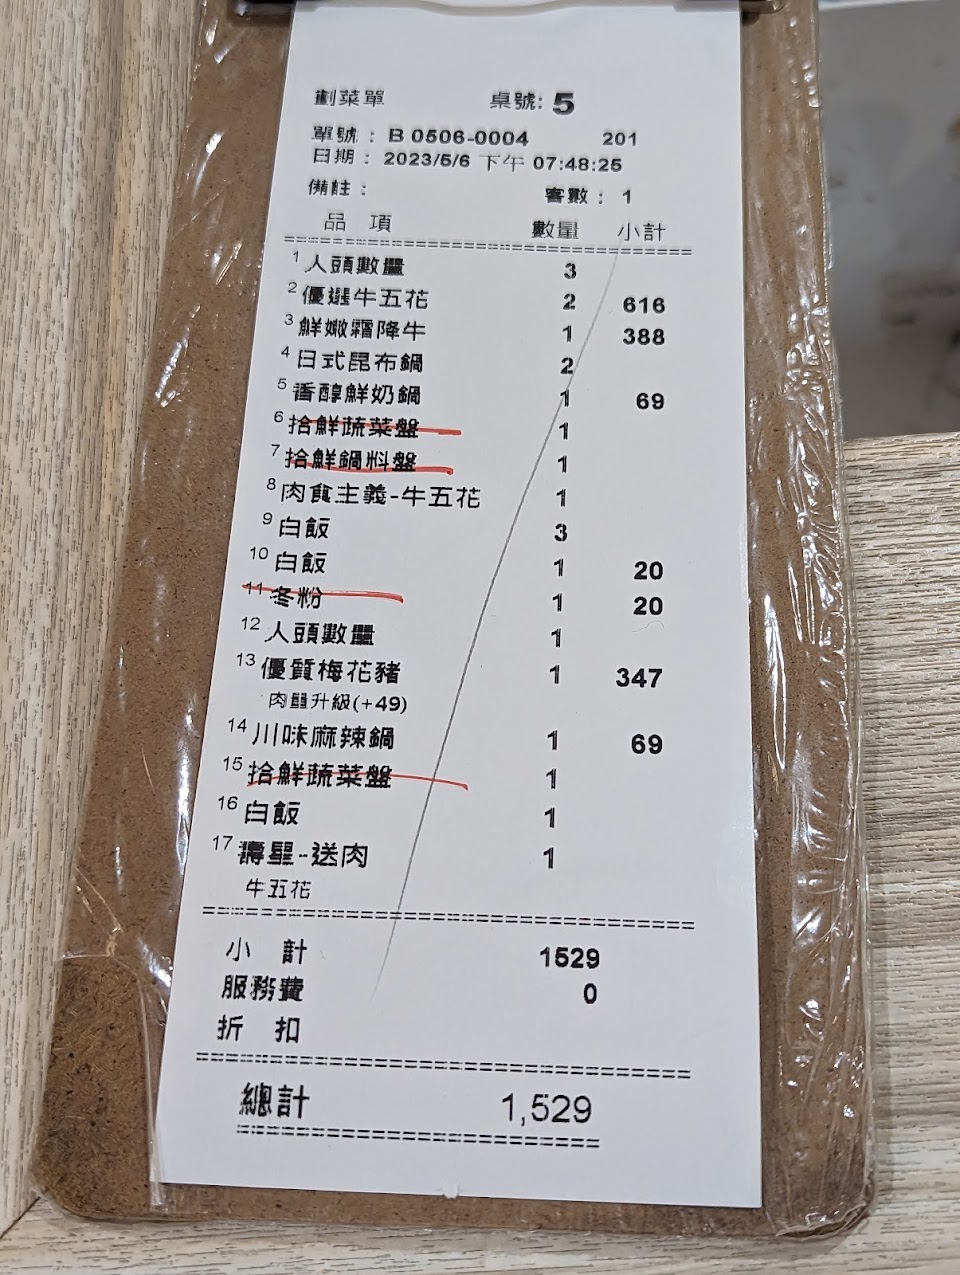 劃菜單 桌號: 5
單號： B 0506-0004 201
日期： 2023/5/6 下午 07:48:25
備註： 客數： 1
品 項 數量 小計
1 人頭數量 3
2 優選牛五花 2 616
3 鮮嫩霜降牛 1 388
4 日式昆布鍋 2
5 香醇鮮奶鍋 1 69
6 拾鮮蔬菜盤 1
7 拾鮮鍋料盤 1
8 肉食主義-牛五花 1
9 白飯 3
10 白飯 1 20
11 冬粉 1 20
12 人頭數量 1
13 優質梅花豬 1 347
肉量升級(+49)
14 川味麻辣鍋 1 69
15 拾鮮蔬菜盤 1
16 白飯 1
17 壽星-送肉 1
牛五花
小 計 1529
服務費 0
折 扣
總計 1,529